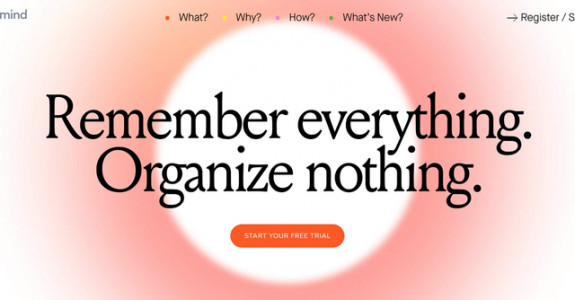 mind
What?
Why?
How?
What's New?
→ Register / S
Remember everything.
Organize nothing.
START YOUR FREE TRIAL